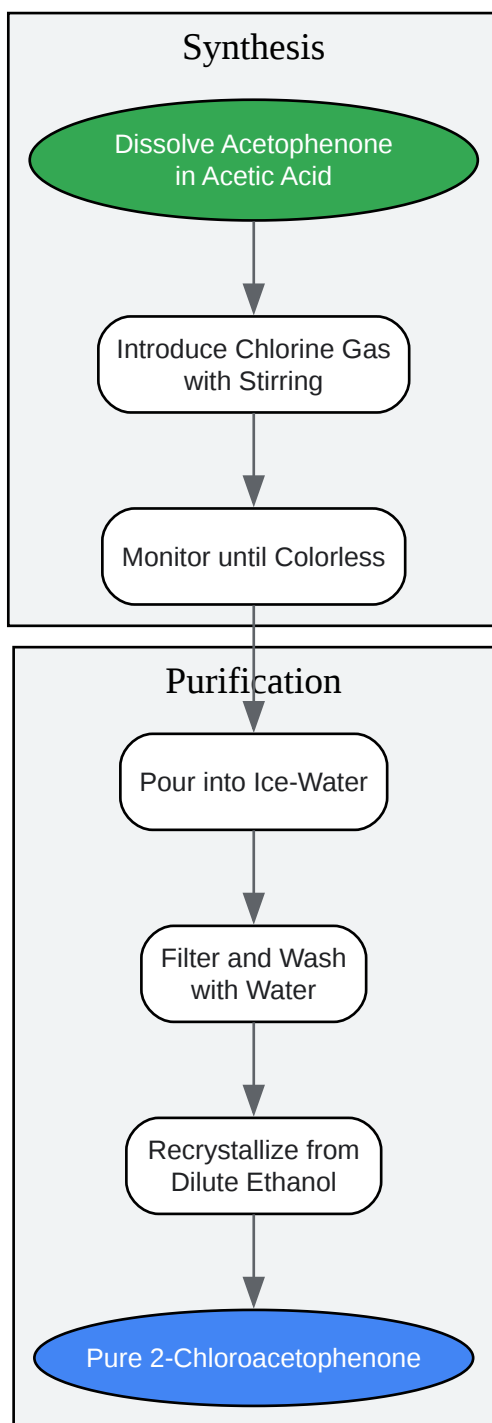 Synthesis
Dissolve Acetophenone
in Acetic Acid
Introduce Chlorine Gas
with Stirring
Monitor until Colorless
Purification
Pour into Ice-Water
Filter and Wash
with Water
Recrystallize from
Dilute Ethanol
Pure 2-Chloroacetophenone